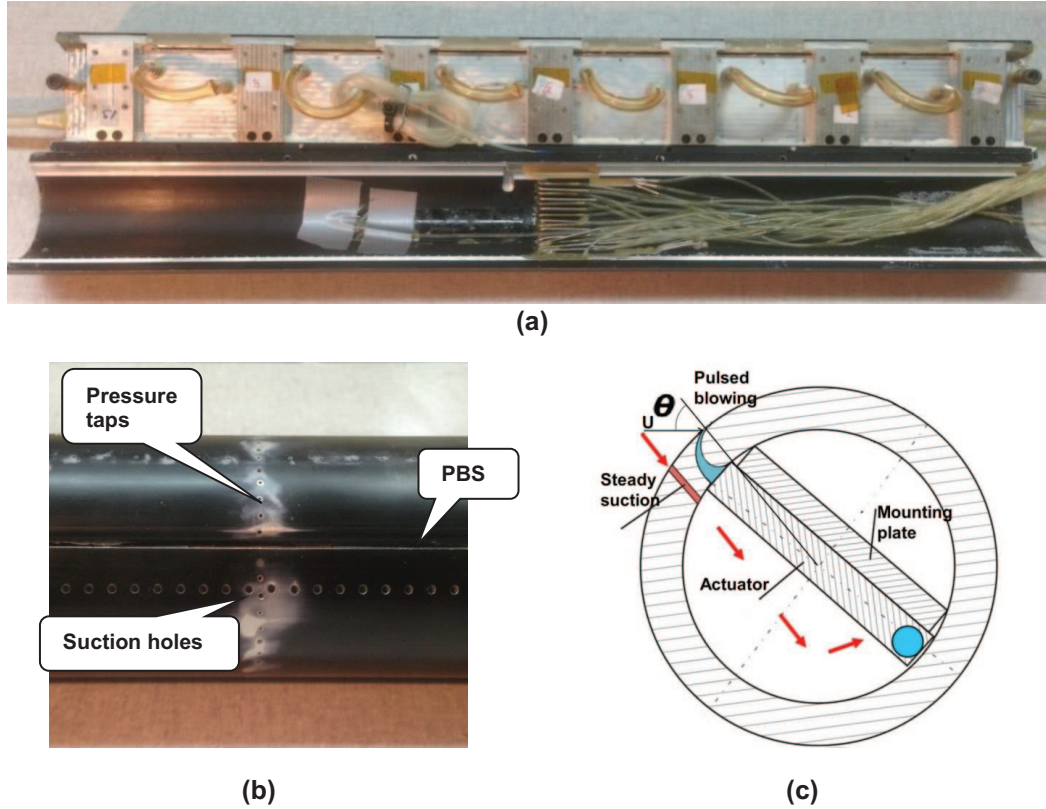 (a)
Pressure
taps
PBS
Suction holes
(b)
Pulsed
blowing
θ
U
Steady
suction
Mounting
plate
Actuator
(c)